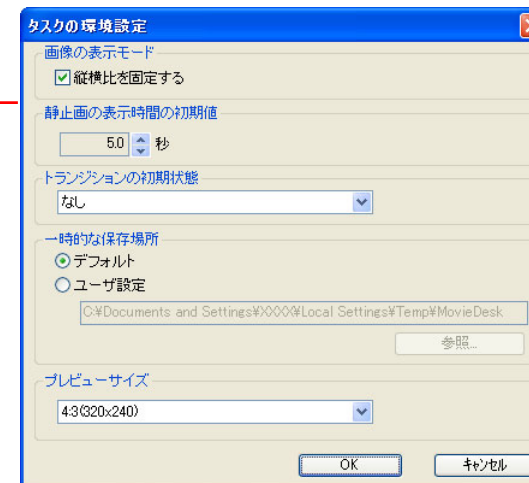 タスクの環境設定
画像の表示モード
縦横比を固定する
静止画の表示時間の初期値
5.0 秒
トランジションの初期状態
なし
一時的な保存場所
デフォルト
ユーザ設定
C:¥Documents and Settings¥XXXX¥Local Settings¥Temp¥MovieDesk
参照...
プレビューサイズ
4:3(320x240)
OK キャンセル